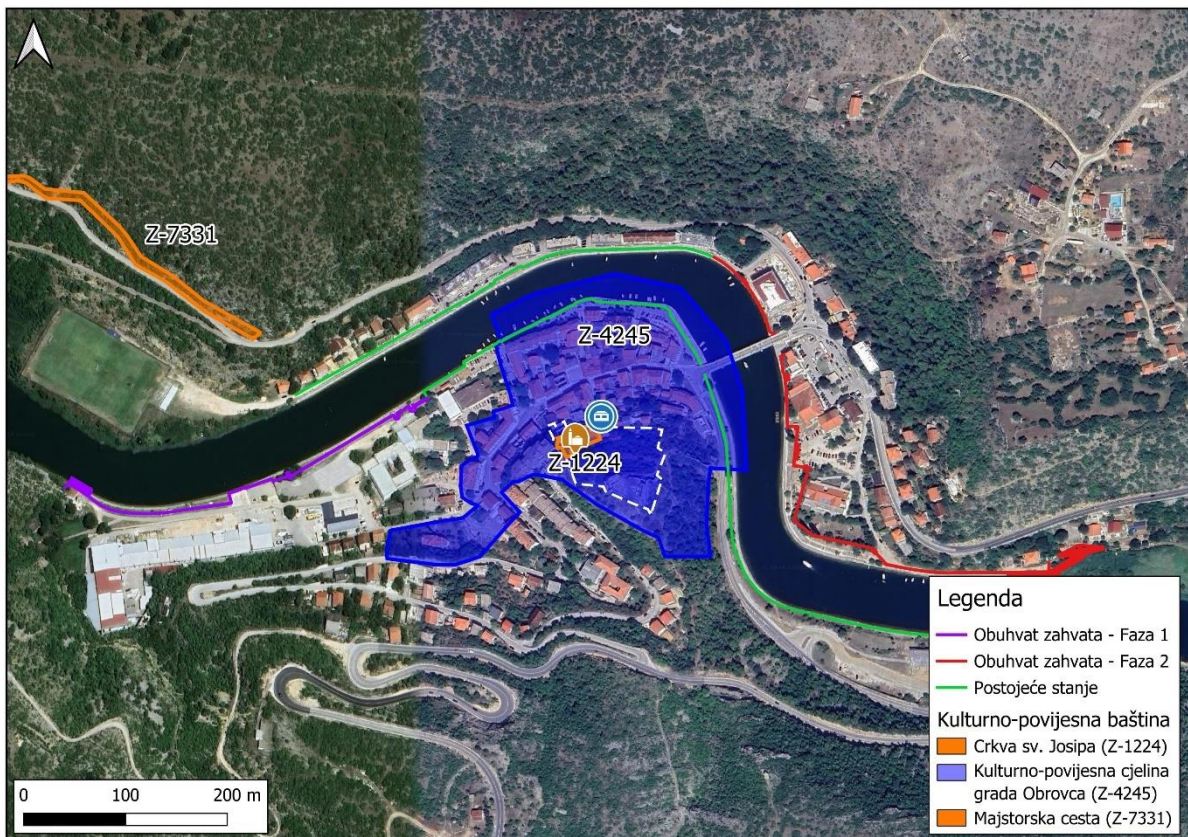 Z-7331
Z-4245
Z-1224
Legenda
Obuhvat zahvata - Faza 1
Obuhvat zahvata - Faza 2
Postojeće stanje
Kulturno-povijesna baština
Crkva sv. Josipa (Z-1224)
Kulturno-povijesna cjelina
grada Obrovca (Z-4245)
Majstorska cesta (Z-7331)
0 100 200 m